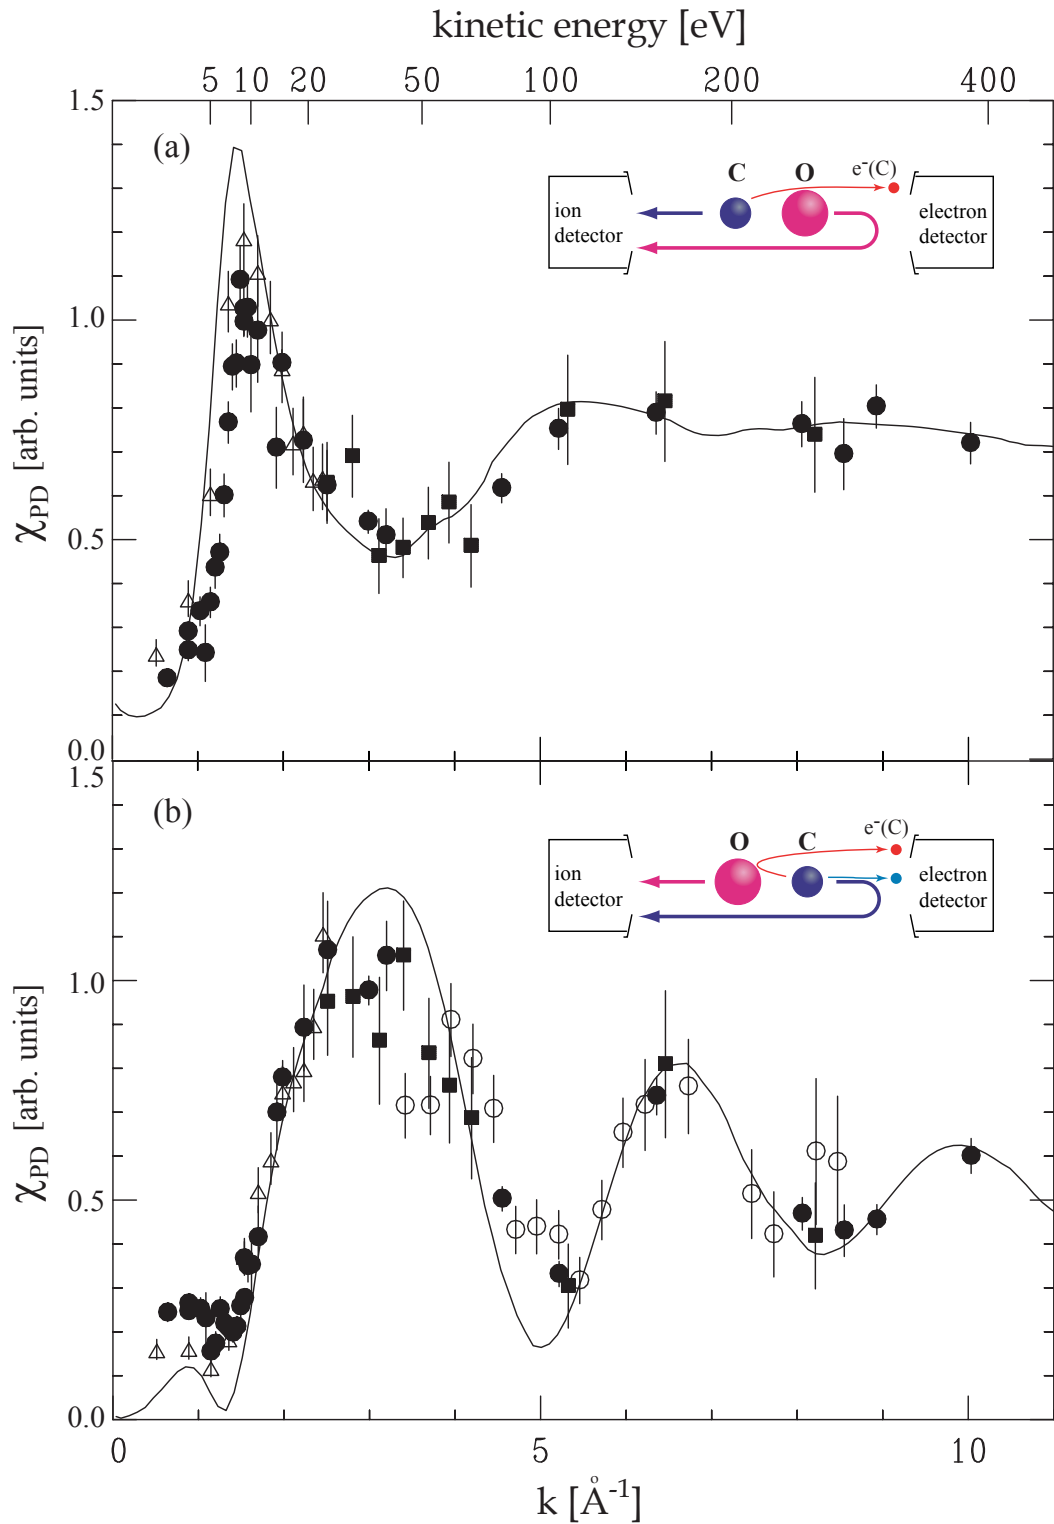 kinetic energy [eV]
5 10 20 50 100 200 400
1.5
(a)
C O e⁻(C)
ion detector
electron detector
1.0
χPD [arb. units]
0.5
0.0
1.5
(b)
O C e⁻(C)
ion detector
electron detector
1.0
χPD [arb. units]
0.5
0.0
0 5 10
k [Å⁻¹]